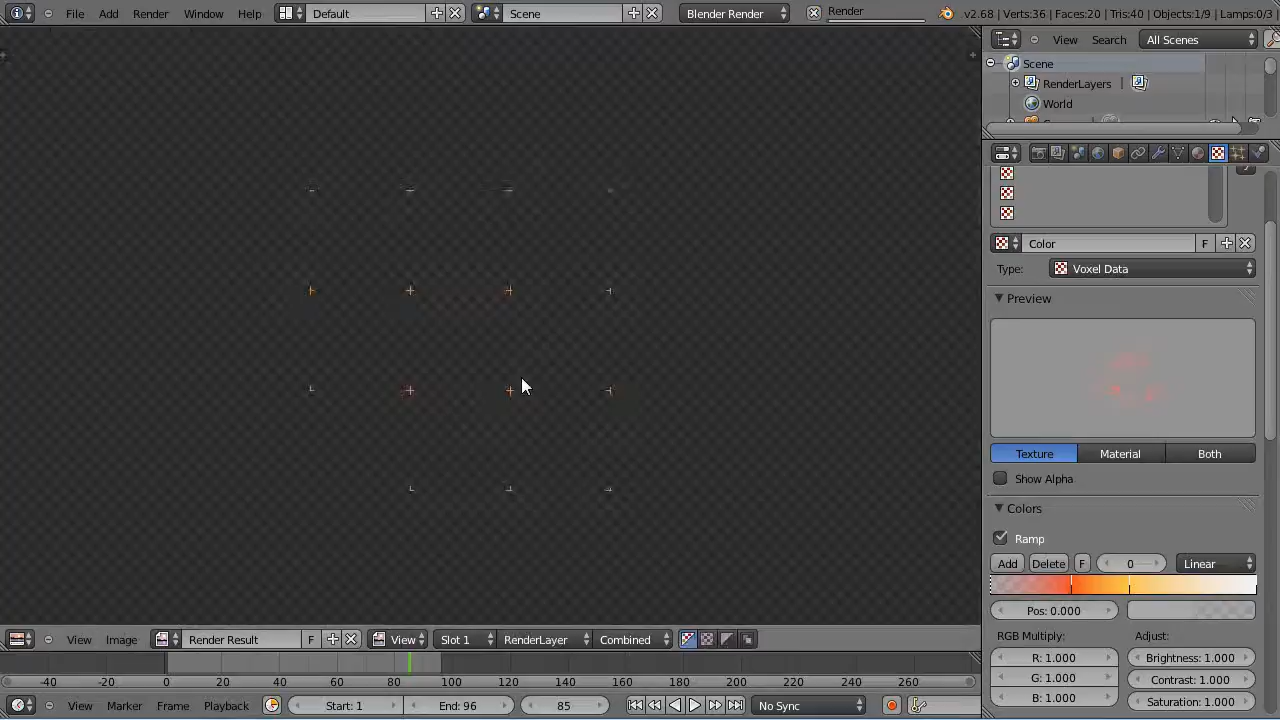 File Add Render Window Help Default Scene Blender Render Render v2.68 | Verts:36 | Faces:20 | Tris:40 | Objects:1/9 | Lamps:0/3 |
View Search All Scenes
Scene
RenderLayers |
World
Color F
Type: Voxel Data
Preview
Texture Material Both
Show Alpha
Colors
Ramp
Add Delete F 0 Linear
Pos: 0.000
RGB Multiply: Adjust:
R: 1.000 Brightness: 1.000
G: 1.000 Contrast: 1.000
B: 1.000 Saturation: 1.000
View Image Render Result F View Slot 1 RenderLayer Combined
-40 -20 0 20 40 60 80 100 120 140 160 180 200 220 240 260
View Marker Frame Playback Start: 1 End: 96 85 No Sync